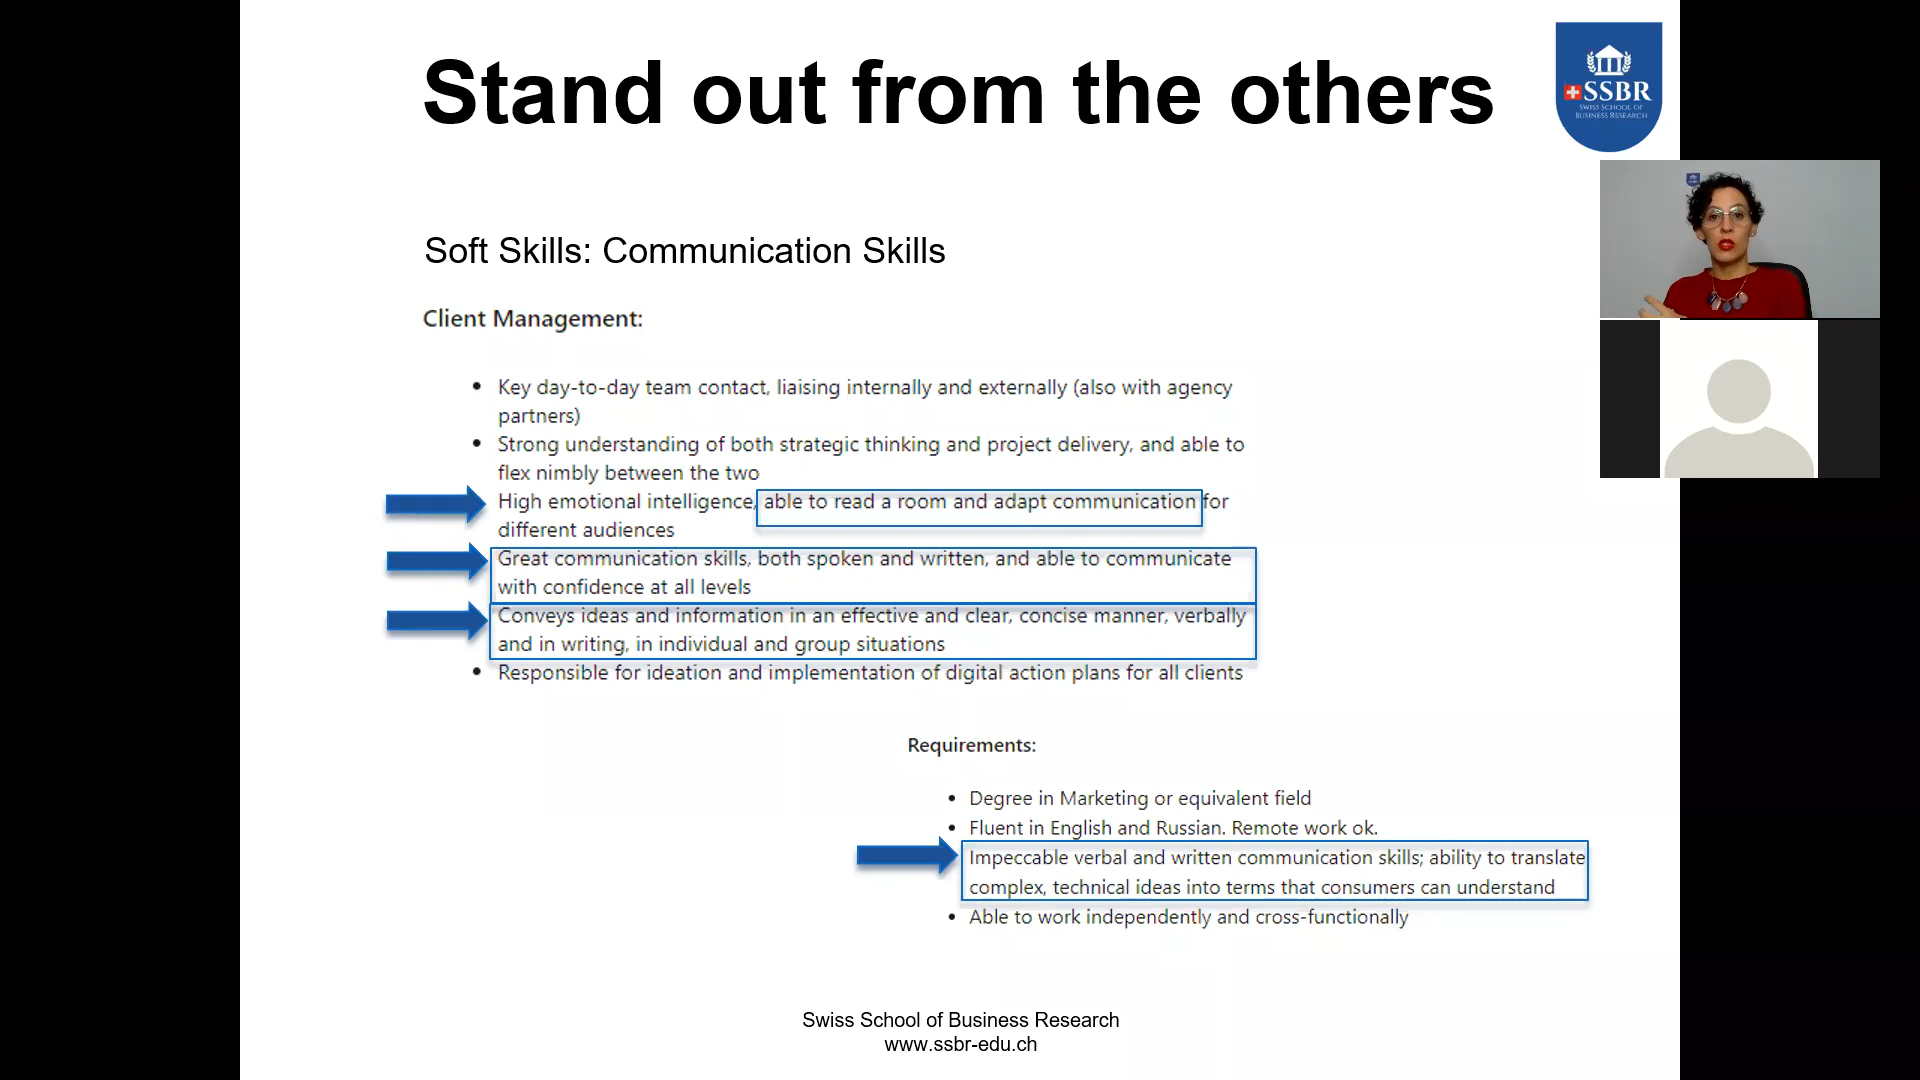 Stand out from the others
SSBR
SWISS SCHOOL OF
BUSINESS RESEARCH
Soft Skills: Communication Skills
Client Management:
• Key day-to-day team contact, liaising internally and externally (also with agency
partners)
• Strong understanding of both strategic thinking and project delivery, and able to
flex nimbly between the two
High emotional intelligence, able to read a room and adapt communication for
different audiences
Great communication skills, both spoken and written, and able to communicate
with confidence at all levels
Conveys ideas and information in an effective and clear, concise manner, verbally
and in writing, in individual and group situations
• Responsible for ideation and implementation of digital action plans for all clients
Requirements:
• Degree in Marketing or equivalent field
• Fluent in English and Russian. Remote work ok.
Impeccable verbal and written communication skills; ability to translate
complex, technical ideas into terms that consumers can understand
• Able to work independently and cross-functionally
Swiss School of Business Research
www.ssbr-edu.ch